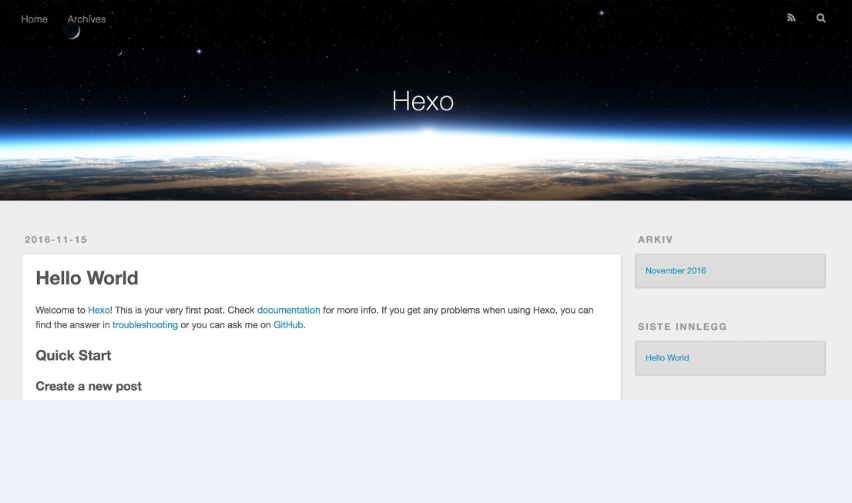 Home Archives
Hexo
2016-11-15
Hello World
Welcome to Hexo! This is your very first post. Check documentation for more info. If you get any problems when using Hexo, you can
find the answer in troubleshooting or you can ask me on GitHub.
Quick Start
Create a new post
ARKIV
November 2016
SISTE INNLEGG
Hello World